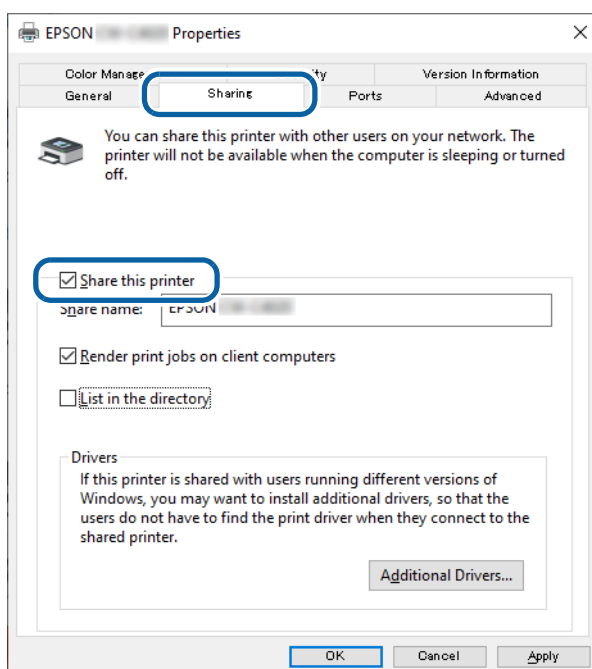 EPSON Properties
Color Manage ity Version Information
General Sharing Ports Advanced
You can share this printer with other users on your network. The
printer will not be available when the computer is sleeping or turned
off.
Share this printer
Share name: EPSON
Render print jobs on client computers
List in the directory
Drivers
If this printer is shared with users running different versions of
Windows, you may want to install additional drivers, so that the
users do not have to find the print driver when they connect to the
shared printer.
Additional Drivers...
OK Cancel Apply